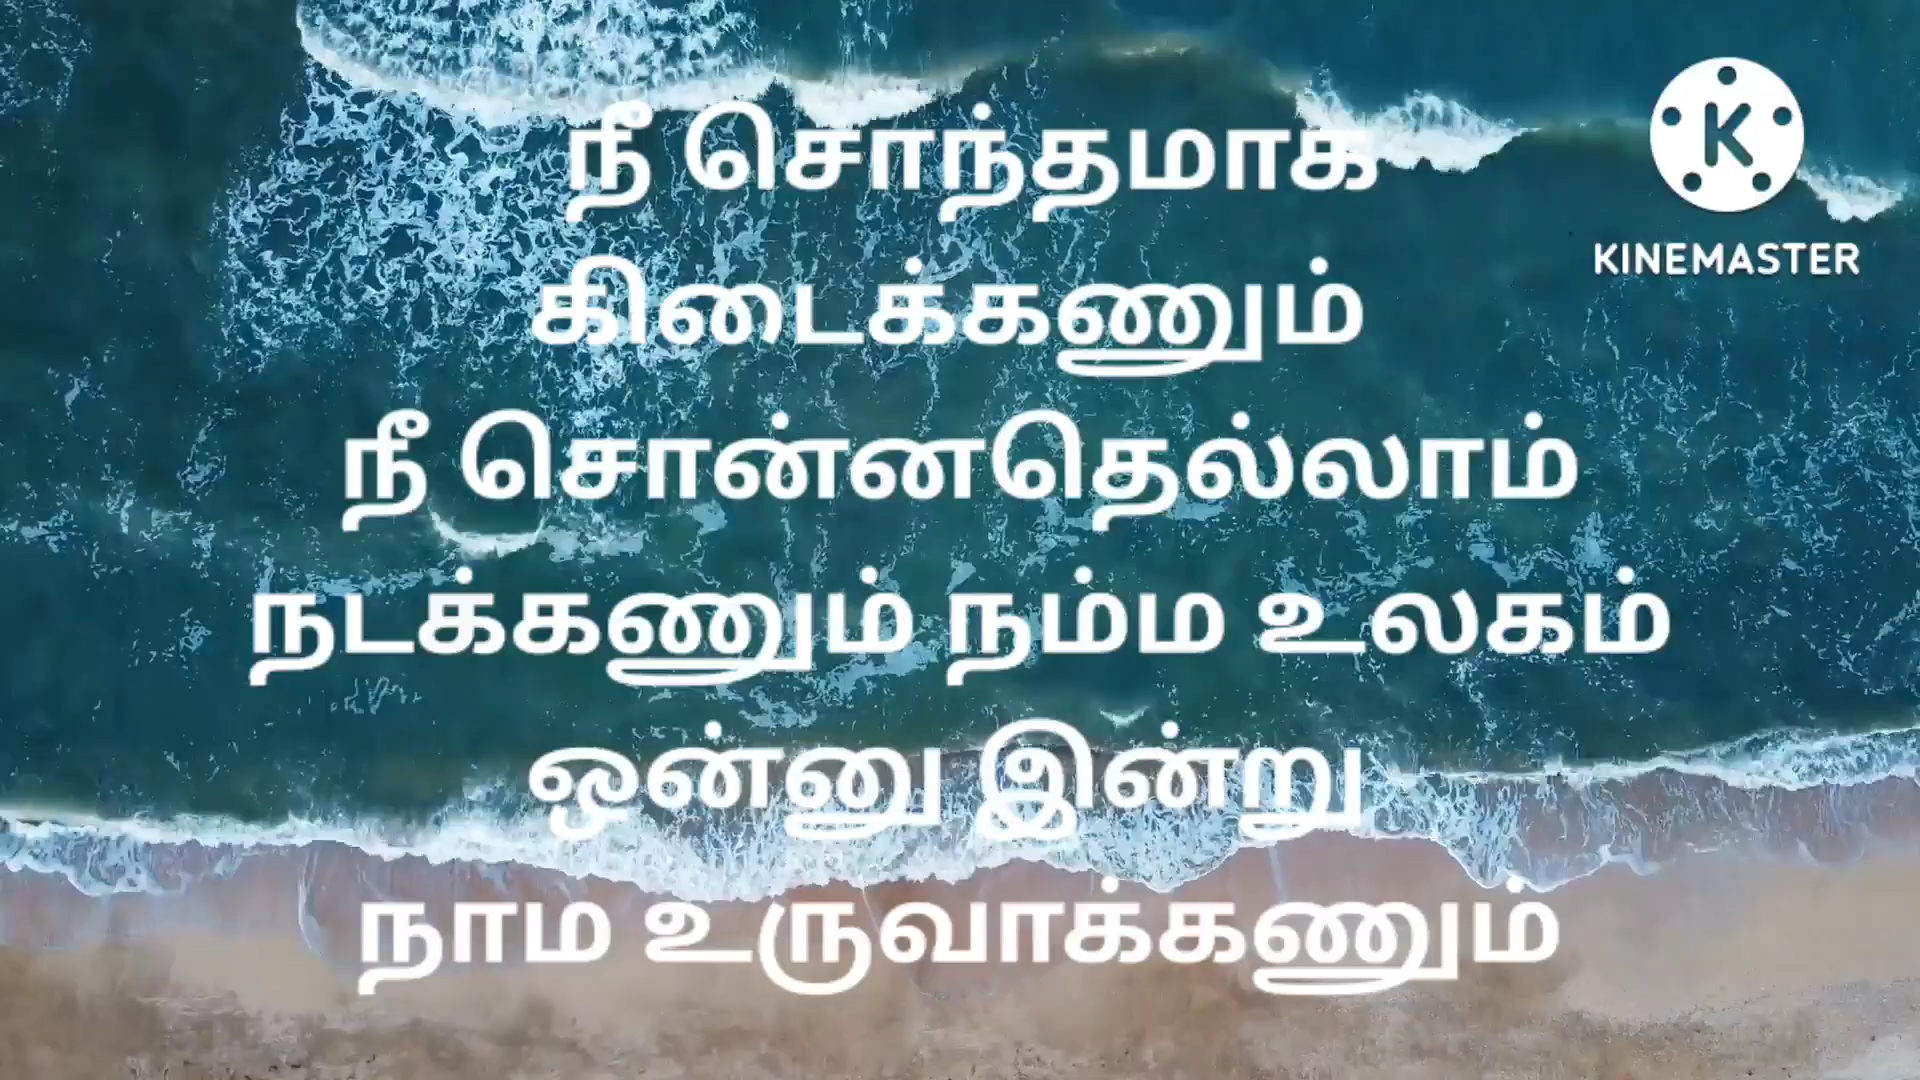 நீ சொந்தமாக
கிடைக்கணும்
நீ சொன்னதெல்லாம்
நடக்கணும் நம்ம உலகம்
ஒன்னு இன்று
நாம உருவாக்கணும்
K
KINEMASTER